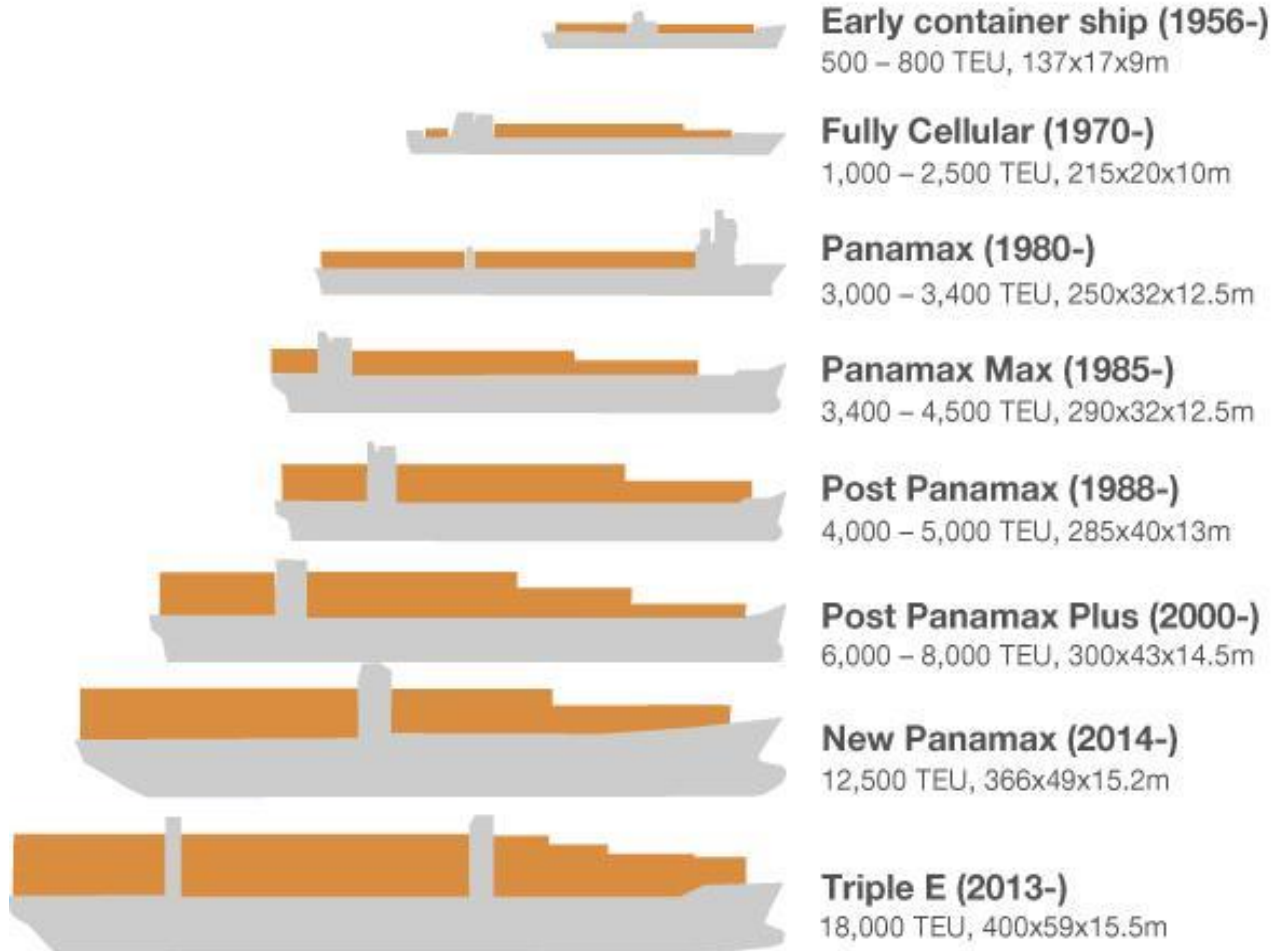 Early container ship (1956-)
500 – 800 TEU, 137x17x9m
Fully Cellular (1970-)
1,000 – 2,500 TEU, 215x20x10m
Panamax (1980-)
3,000 – 3,400 TEU, 250x32x12.5m
Panamax Max (1985-)
3,400 – 4,500 TEU, 290x32x12.5m
Post Panamax (1988-)
4,000 – 5,000 TEU, 285x40x13m
Post Panamax Plus (2000-)
6,000 – 8,000 TEU, 300x43x14.5m
New Panamax (2014-)
12,500 TEU, 366x49x15.2m
Triple E (2013-)
18,000 TEU, 400x59x15.5m